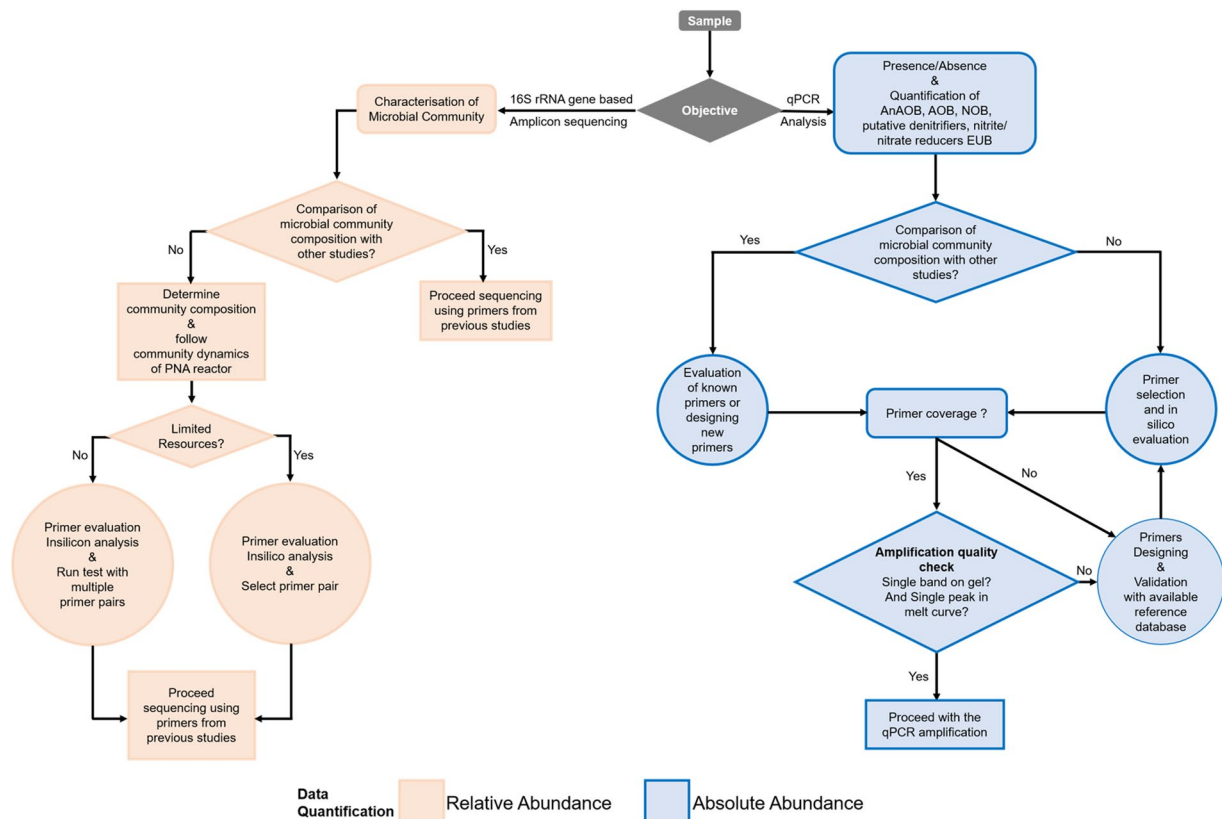 Sample
Objective
16S rRNA gene based
Amplicon sequencing
qPCR
Analysis
Characterisation of
Microbial Community
Comparison of
microbial community
composition with
other studies?
No
Yes
Determine
community composition
&
follow
community dynamics
of PNA reactor
Proceed sequencing
using primers from
previous studies
Limited
Resources?
No
Yes
Primer evaluation
Insilicon analysis
&
Run test with
multiple
primer pairs
Primer evaluation
Insilico analysis
&
Select primer pair
Proceed
sequencing using
primers from
previous studies
Presence/Absence
&
Quantification of
AnAOB, AOB, NOB,
putative denitrifiers, nitrite/
nitrate reducers EUB
Comparison of
microbial community
composition with other
studies?
Yes
No
Evaluation
of known
primers or
designing
new
primers
Primer coverage ?
Primer
selection
and in
silico
evaluation
Yes
No
Amplification quality
check
Single band on gel?
And Single peak in
melt curve?
No
Primers
Designing
&
Validation
with available
reference
database
Yes
Proceed with the
qPCR amplification
Data
Quantification
Relative Abundance
Absolute Abundance